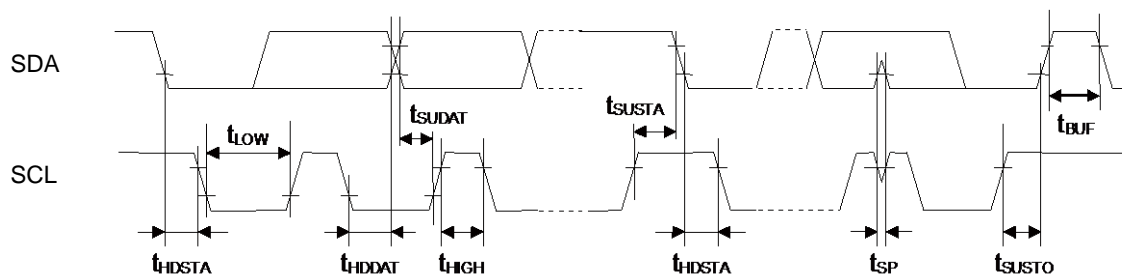 SDA
tSUDAT
tSUSTA
tBUF
tLOW
SCL
tHDSTA
tHDDAT
tHIGH
tHDSTA
tSP
tSUSTO